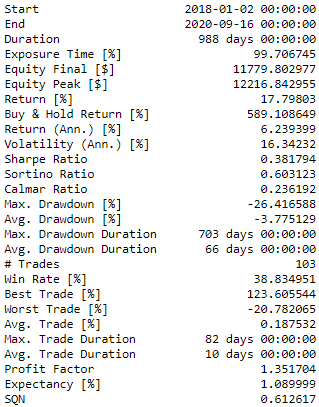 Start 2018-01-02 00:00:00
End 2020-09-16 00:00:00
Duration 988 days 00:00:00
Exposure Time [%] 99.706745
Equity Final [$] 11779.802977
Equity Peak [$] 12216.842955
Return [%] 17.79803
Buy & Hold Return [%] 589.108649
Return (Ann.) [%] 6.239399
Volatility (Ann.) [%] 16.34232
Sharpe Ratio 0.381794
Sortino Ratio 0.603123
Calmar Ratio 0.236192
Max. Drawdown [%] -26.416588
Avg. Drawdown [%] -3.775129
Max. Drawdown Duration 703 days 00:00:00
Avg. Drawdown Duration 66 days 00:00:00
# Trades 103
Win Rate [%] 38.834951
Best Trade [%] 123.605544
Worst Trade [%] -20.782065
Avg. Trade [%] 0.187532
Max. Trade Duration 82 days 00:00:00
Avg. Trade Duration 10 days 00:00:00
Profit Factor 1.351704
Expectancy [%] 1.089999
SQN 0.612617